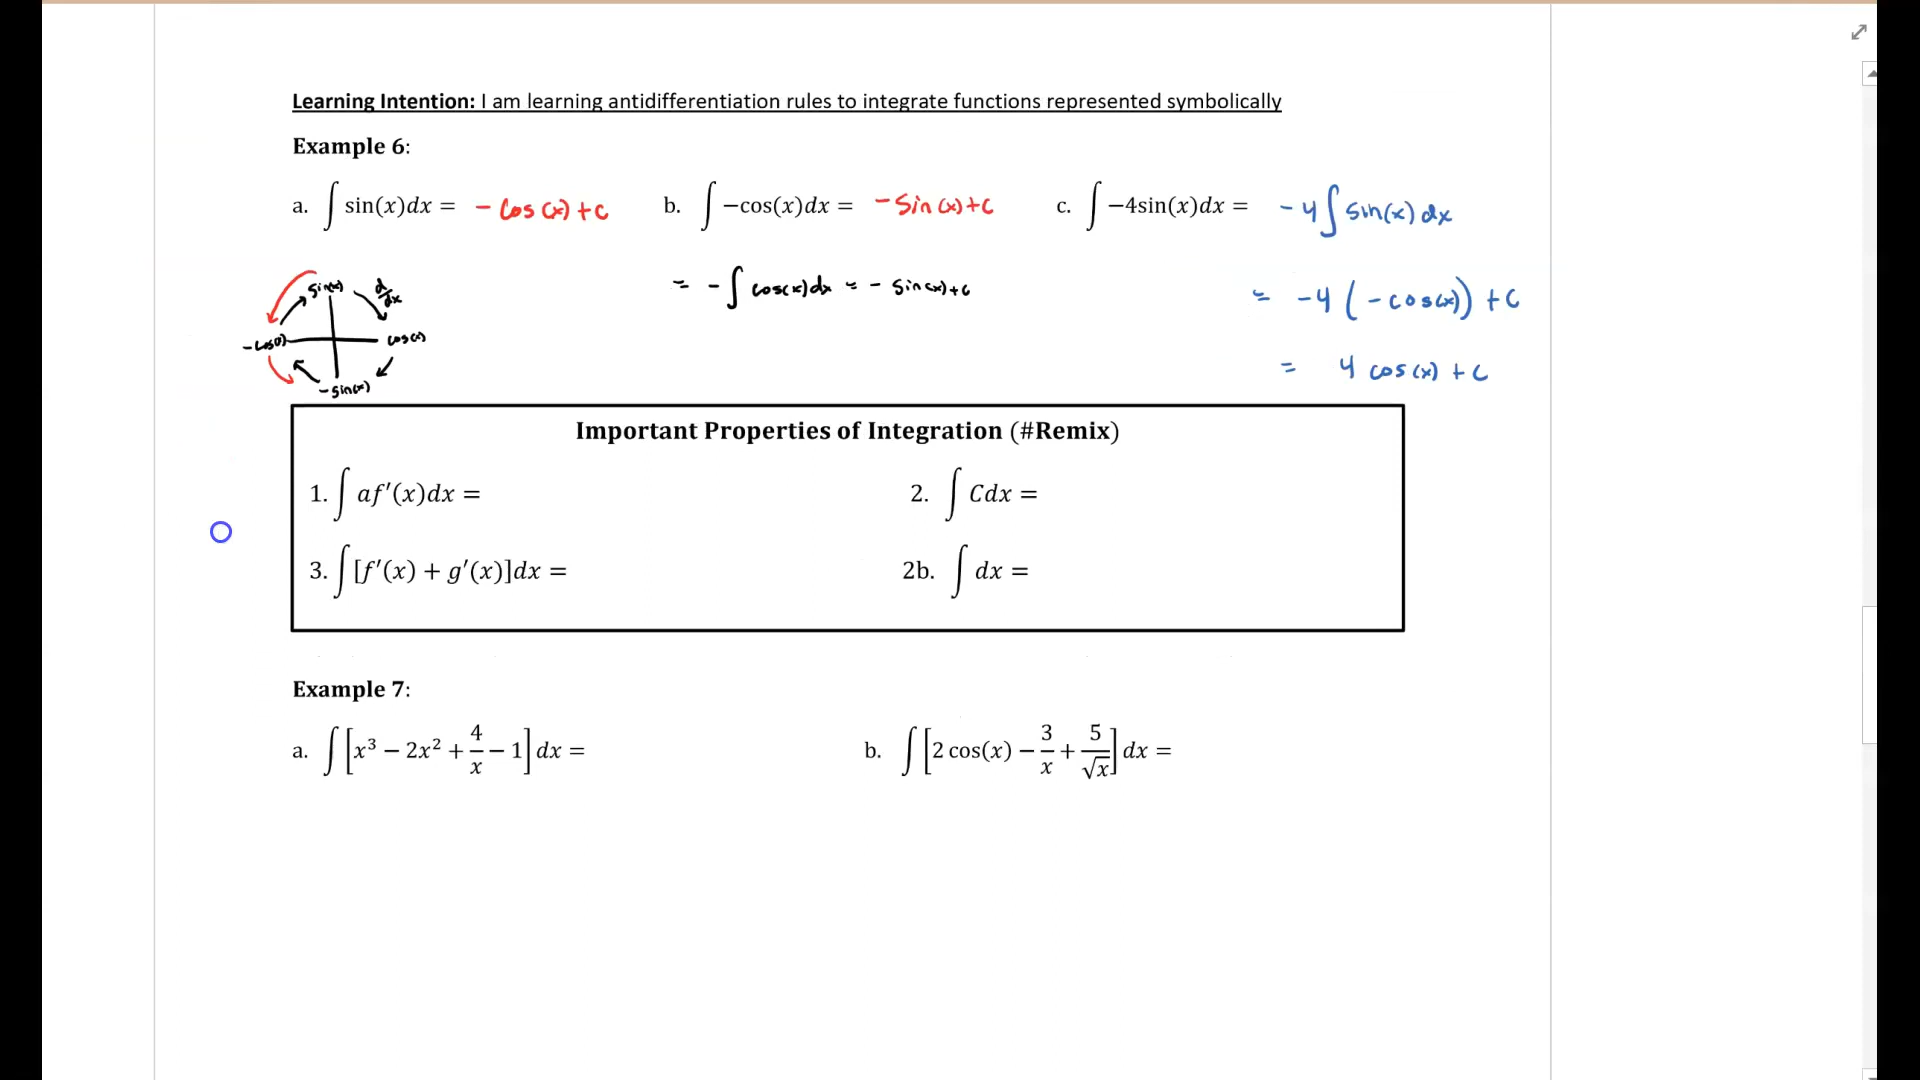 Learning Intention: I am learning antidifferentiation rules to integrate functions represented symbolically
Example 6:
a. ∫ sin(x)dx = - cos(x) + c
b. ∫ −cos(x)dx = - sin(x) + c
c. ∫ −4sin(x)dx = -4 ∫ sin(x) dx
= - ∫ cos(x) dx = - sin(x) + c
= -4 (-cos(x)) + c
= 4 cos(x) + c
sin(x)
d/dx
cos(x)
-sin(x)
Important Properties of Integration (#Remix)
1. ∫ af′(x)dx =
2. ∫ Cdx =
3. ∫ [f′(x) + g′(x)]dx =
2b. ∫ dx =
Example 7:
a. ∫ [x³ − 2x² + 4/x − 1] dx =
b. ∫ [2 cos(x) − 3/x + 5/√x] dx =